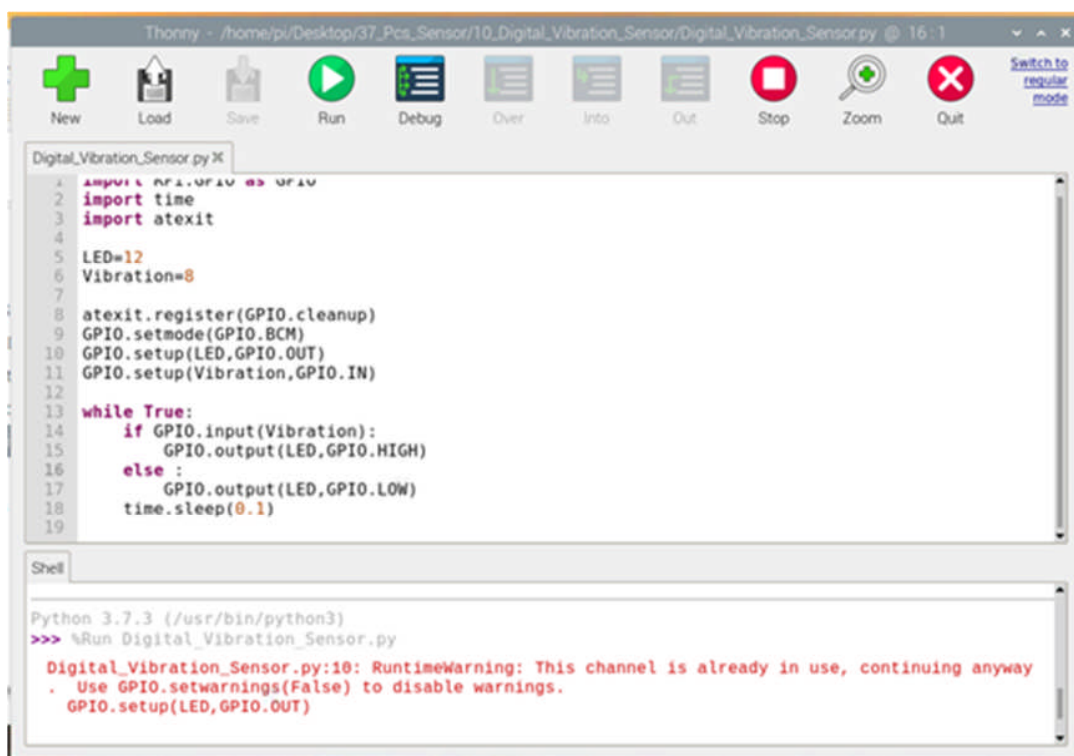 Thonny - /home/pi/Desktop/37_Pcs_Sensor/10_Digital_Vibration_Sensor/Digital_Vibration_Sensor.py @ 16:1
New Load Save Run Debug Over Into Out Stop Zoom Quit
Switch to
regular
mode
Digital_Vibration_Sensor.py
1 import RPi.GPIO as GPIO
2 import time
3 import atexit
4
5 LED=12
6 Vibration=8
7
8 atexit.register(GPIO.cleanup)
9 GPIO.setmode(GPIO.BCM)
10 GPIO.setup(LED,GPIO.OUT)
11 GPIO.setup(Vibration,GPIO.IN)
12
13 while True:
14 if GPIO.input(Vibration):
15 GPIO.output(LED,GPIO.HIGH)
16 else :
17 GPIO.output(LED,GPIO.LOW)
18 time.sleep(0.1)
19
Shell
Python 3.7.3 (/usr/bin/python3)
>>> %Run Digital_Vibration_Sensor.py
Digital_Vibration_Sensor.py:10: RuntimeWarning: This channel is already in use, continuing anyway
. Use GPIO.setwarnings(False) to disable warnings.
GPIO.setup(LED,GPIO.OUT)